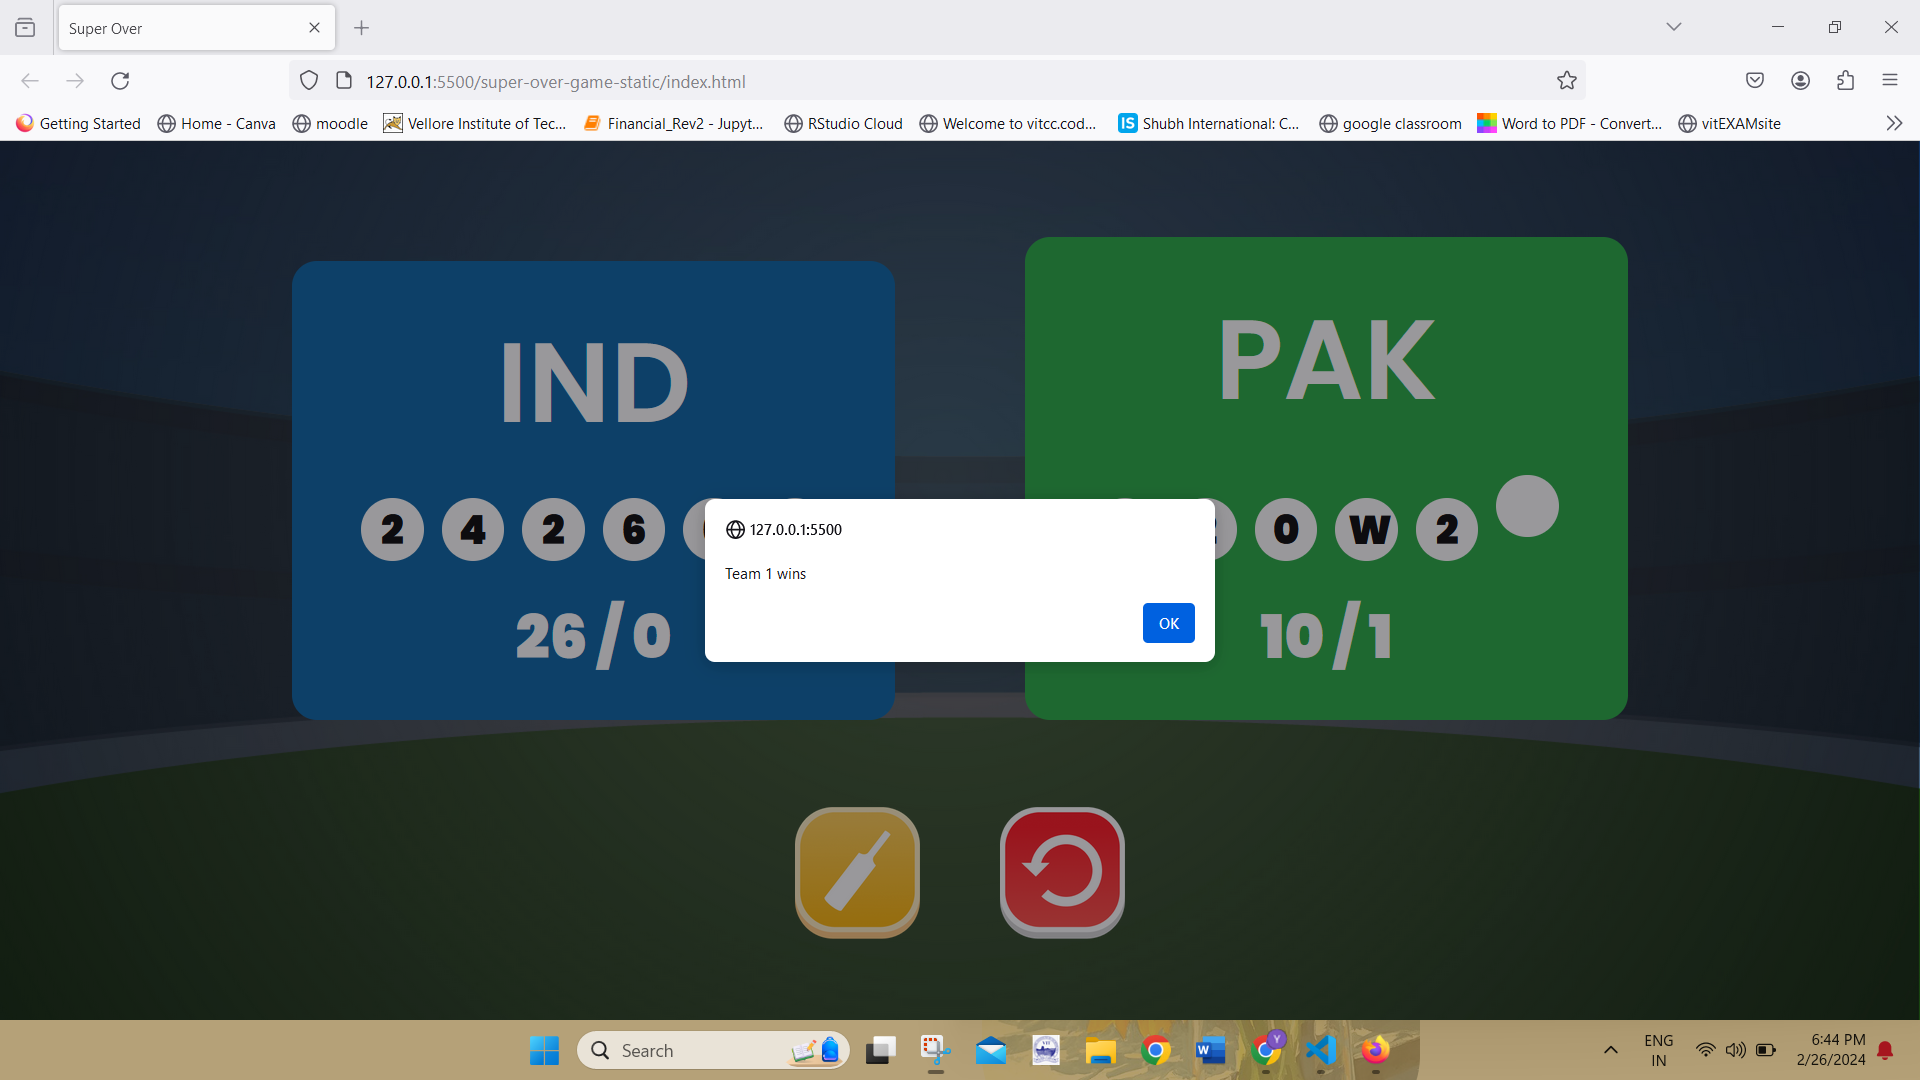 Super Over
127.0.0.1:5500/super-over-game-static/index.html
Getting Started Home - Canva moodle Vellore Institute of Tec... Financial_Rev2 - Jupyt... RStudio Cloud Welcome to vitcc.cod... IS Shubh International: C... google classroom Word to PDF - Convert... vitEXAMsite
IND
PAK
2 4 2 6
0 W 2
127.0.0.1:5500
Team 1 wins
OK
26/0
10/1
Search
W
Y
ENG
IN
6:44 PM
2/26/2024